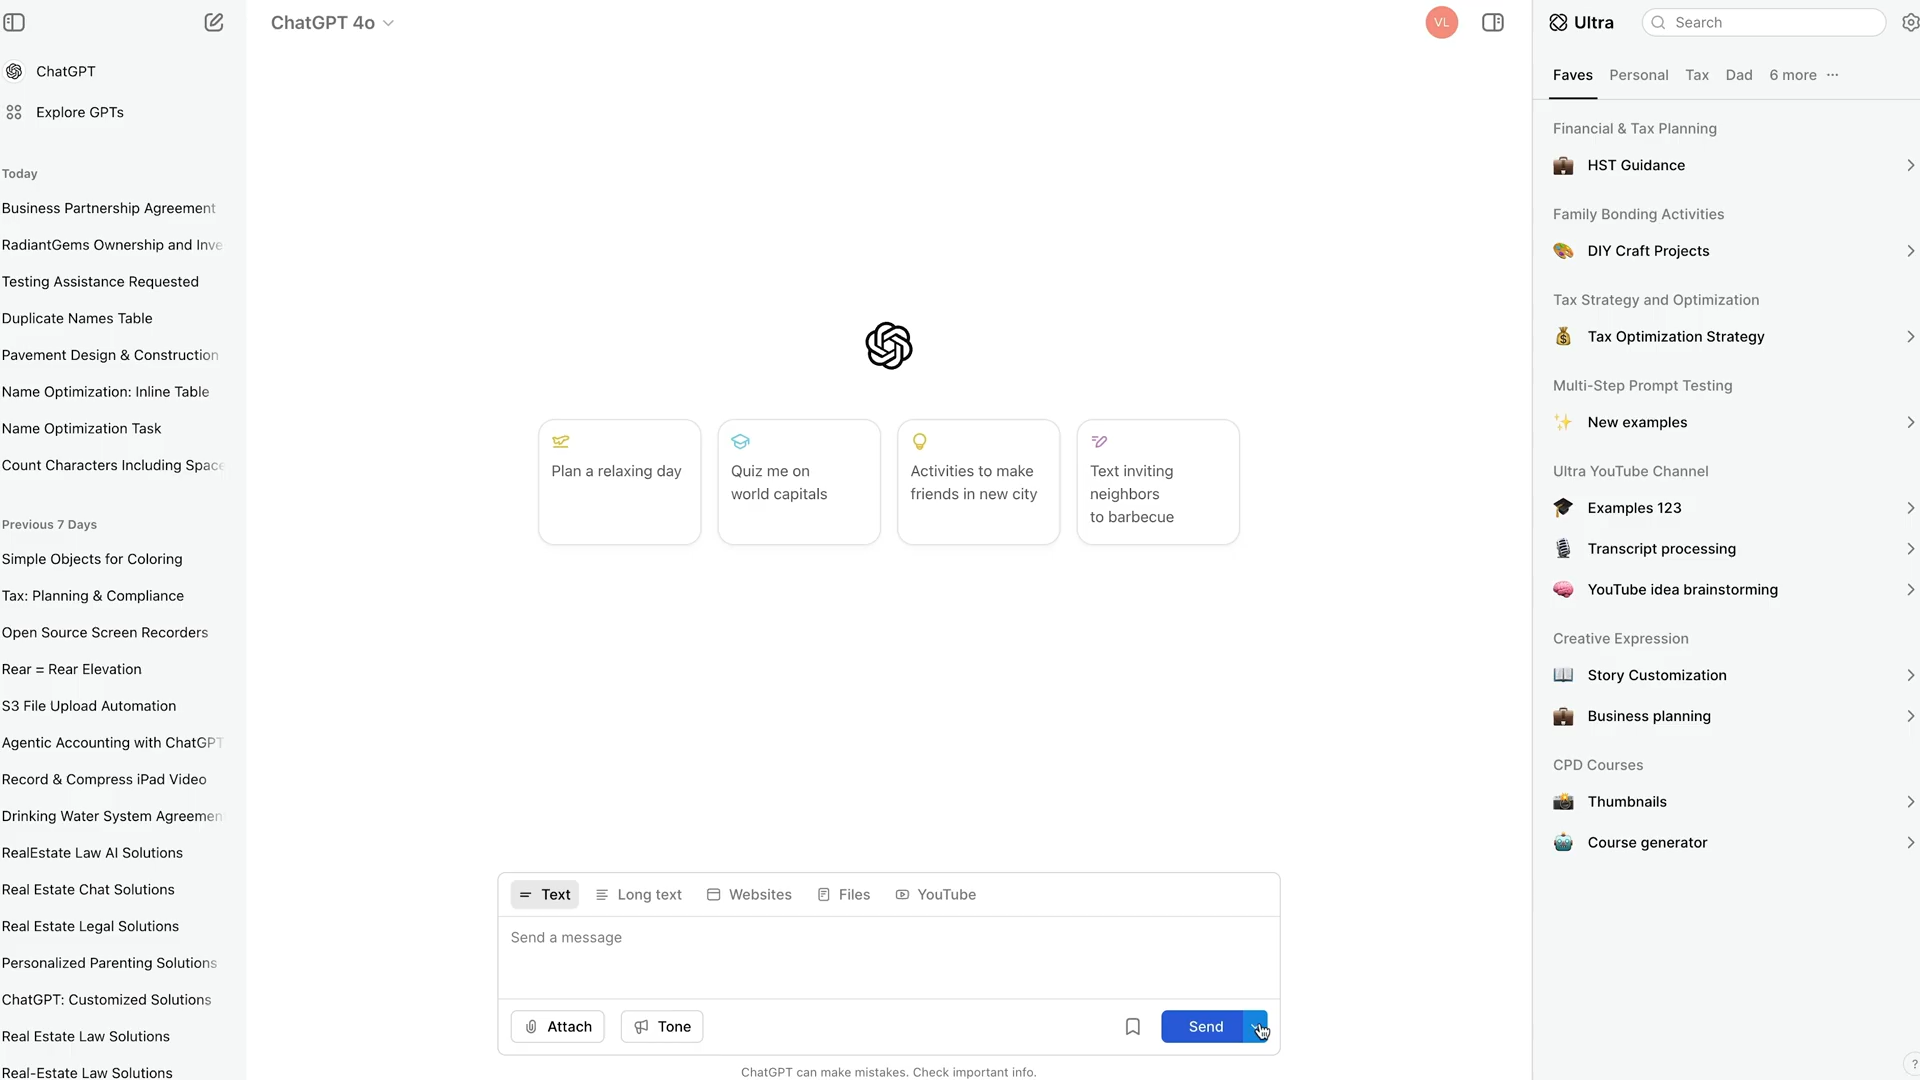 ChatGPT
Explore GPTs
Today
Business Partnership Agreement
RadiantGems Ownership and Inve
Testing Assistance Requested
Duplicate Names Table
Pavement Design & Construction
Name Optimization: Inline Table
Name Optimization Task
Count Characters Including Space
Previous 7 Days
Simple Objects for Coloring
Tax: Planning & Compliance
Open Source Screen Recorders
Rear = Rear Elevation
S3 File Upload Automation
Agentic Accounting with ChatGPT
Record & Compress iPad Video
Drinking Water System Agreemen
RealEstate Law AI Solutions
Real Estate Chat Solutions
Real Estate Legal Solutions
Personalized Parenting Solutions
ChatGPT: Customized Solutions
Real Estate Law Solutions
Real-Estate Law Solutions
ChatGPT 4o
VL
Plan a relaxing day
Quiz me on
world capitals
Activities to make
friends in new city
Text inviting
neighbors
to barbecue
Text
Long text
Websites
Files
YouTube
Send a message
Attach
Tone
Send
ChatGPT can make mistakes. Check important info.
Ultra
Search
Faves
Personal
Tax
Dad
6 more ···
Financial & Tax Planning
HST Guidance
Family Bonding Activities
DIY Craft Projects
Tax Strategy and Optimization
Tax Optimization Strategy
Multi-Step Prompt Testing
New examples
Ultra YouTube Channel
Examples 123
Transcript processing
YouTube idea brainstorming
Creative Expression
Story Customization
Business planning
CPD Courses
Thumbnails
Course generator
?